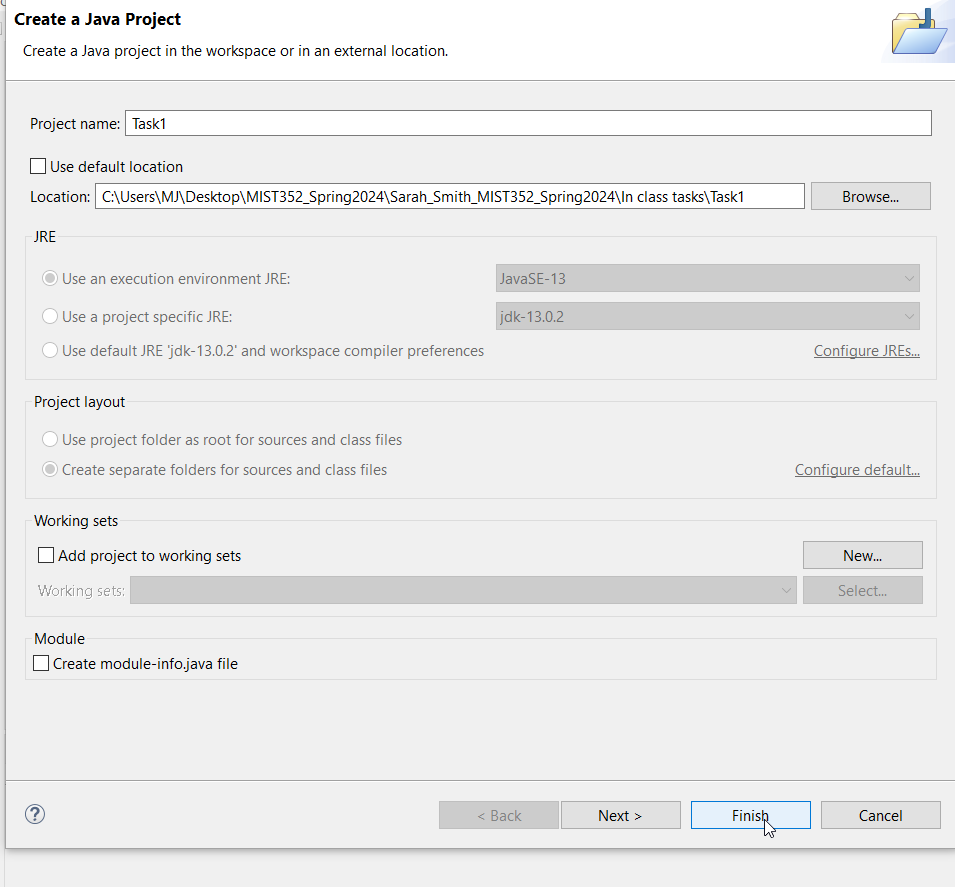 Create a Java Project
Create a Java project in the workspace or in an external location.
Project name: Task1
Use default location
Location: C:\Users\MJ\Desktop\MIST352_Spring2024\Sarah_Smith_MIST352_Spring2024\In class tasks\Task1 Browse...
JRE
Use an execution environment JRE: JavaSE-13
Use a project specific JRE: jdk-13.0.2
Use default JRE 'jdk-13.0.2' and workspace compiler preferences Configure JREs...
Project layout
Use project folder as root for sources and class files
Create separate folders for sources and class files Configure default...
Working sets
Add project to working sets New...
Working sets: Select...
Module
Create module-info.java file
? < Back Next > Finish Cancel